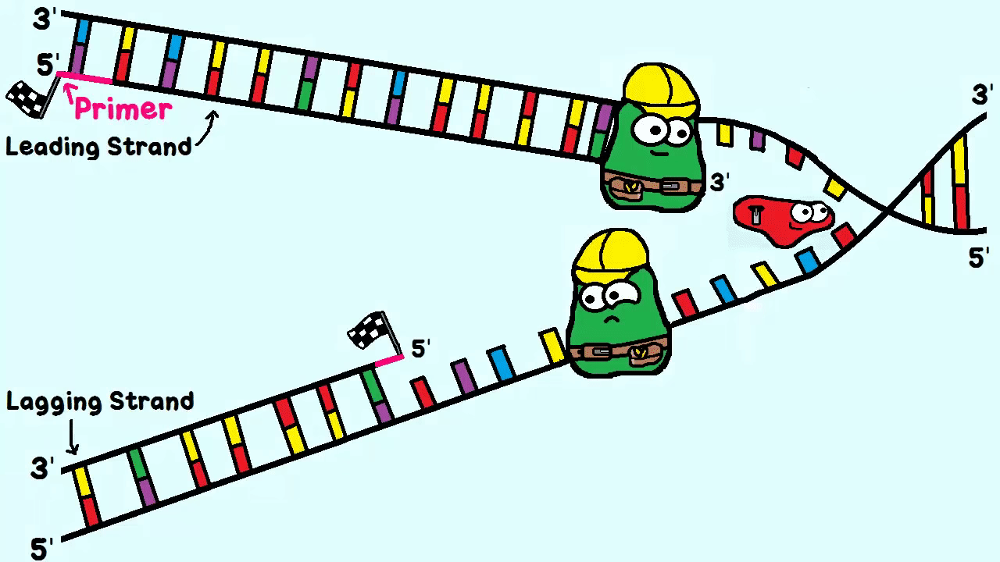 3'
5'
Primer
Leading Strand
3'
3'
5'
5'
Lagging Strand
3'
5'